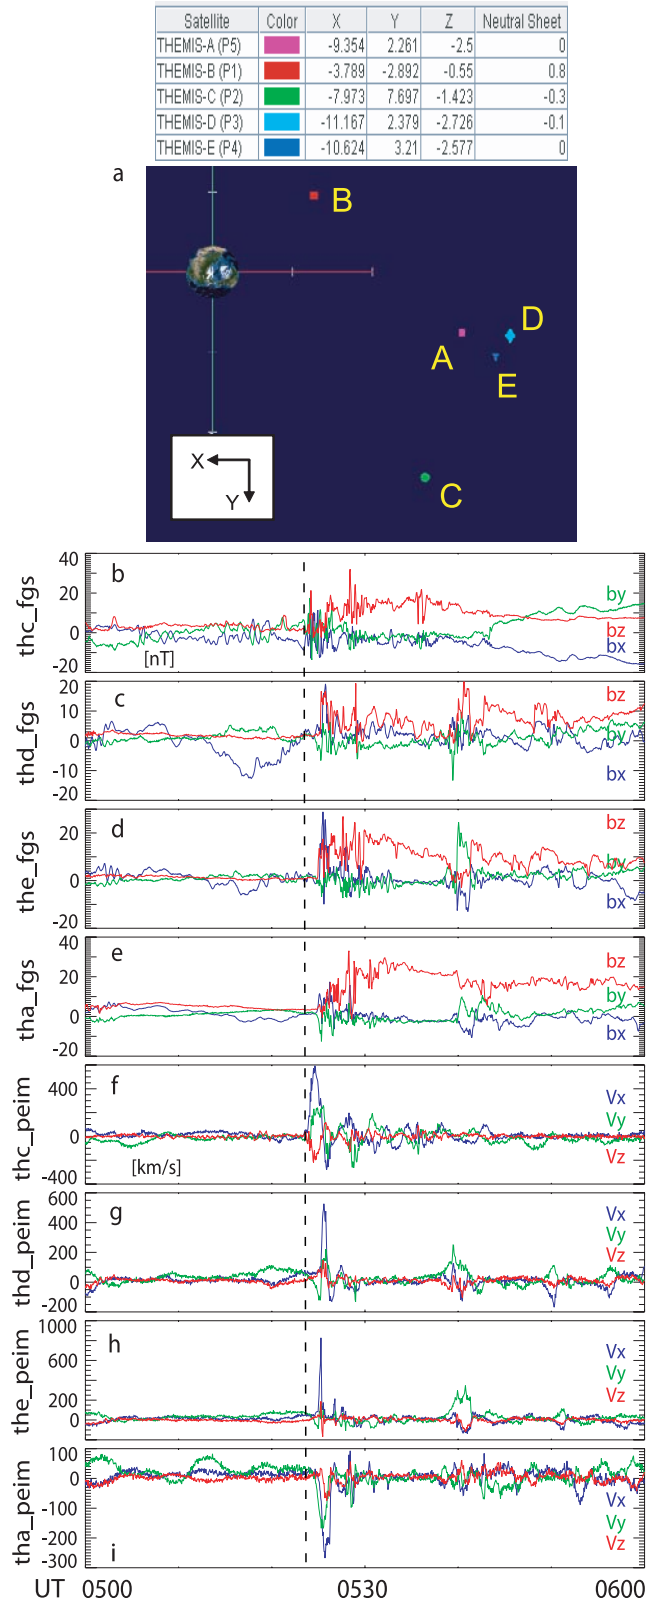 Satellite Color X Y Z Neutral Sheet
THEMIS-A (P5) -9.354 2.261 -2.5 0
THEMIS-B (P1) -3.789 -2.892 -0.55 0.8
THEMIS-C (P2) -7.973 7.697 -1.423 -0.3
THEMIS-D (P3) -11.167 2.379 -2.726 -0.1
THEMIS-E (P4) -10.624 3.21 -2.577 0
a
B
D
A
E
X
Y
C
40
20
0
-20
thc_fgs
b
[nT]
by
bz
bx
20
10
0
-10
-20
thd_fgs
c
bz
by
bx
20
0
-20
the_fgs
d
bz
by
bx
40
20
0
-20
tha_fgs
e
bz
by
bx
400
0
-400
thc_peim
f
[km/s]
Vx
Vy
Vz
600
400
200
0
-200
thd_peim
g
Vx
Vy
Vz
1000
600
200
0
the_peim
h
Vx
Vy
Vz
100
0
-100
-200
-300
tha_peim
i
Vx
Vy
Vz
UT 0500 0530 0600